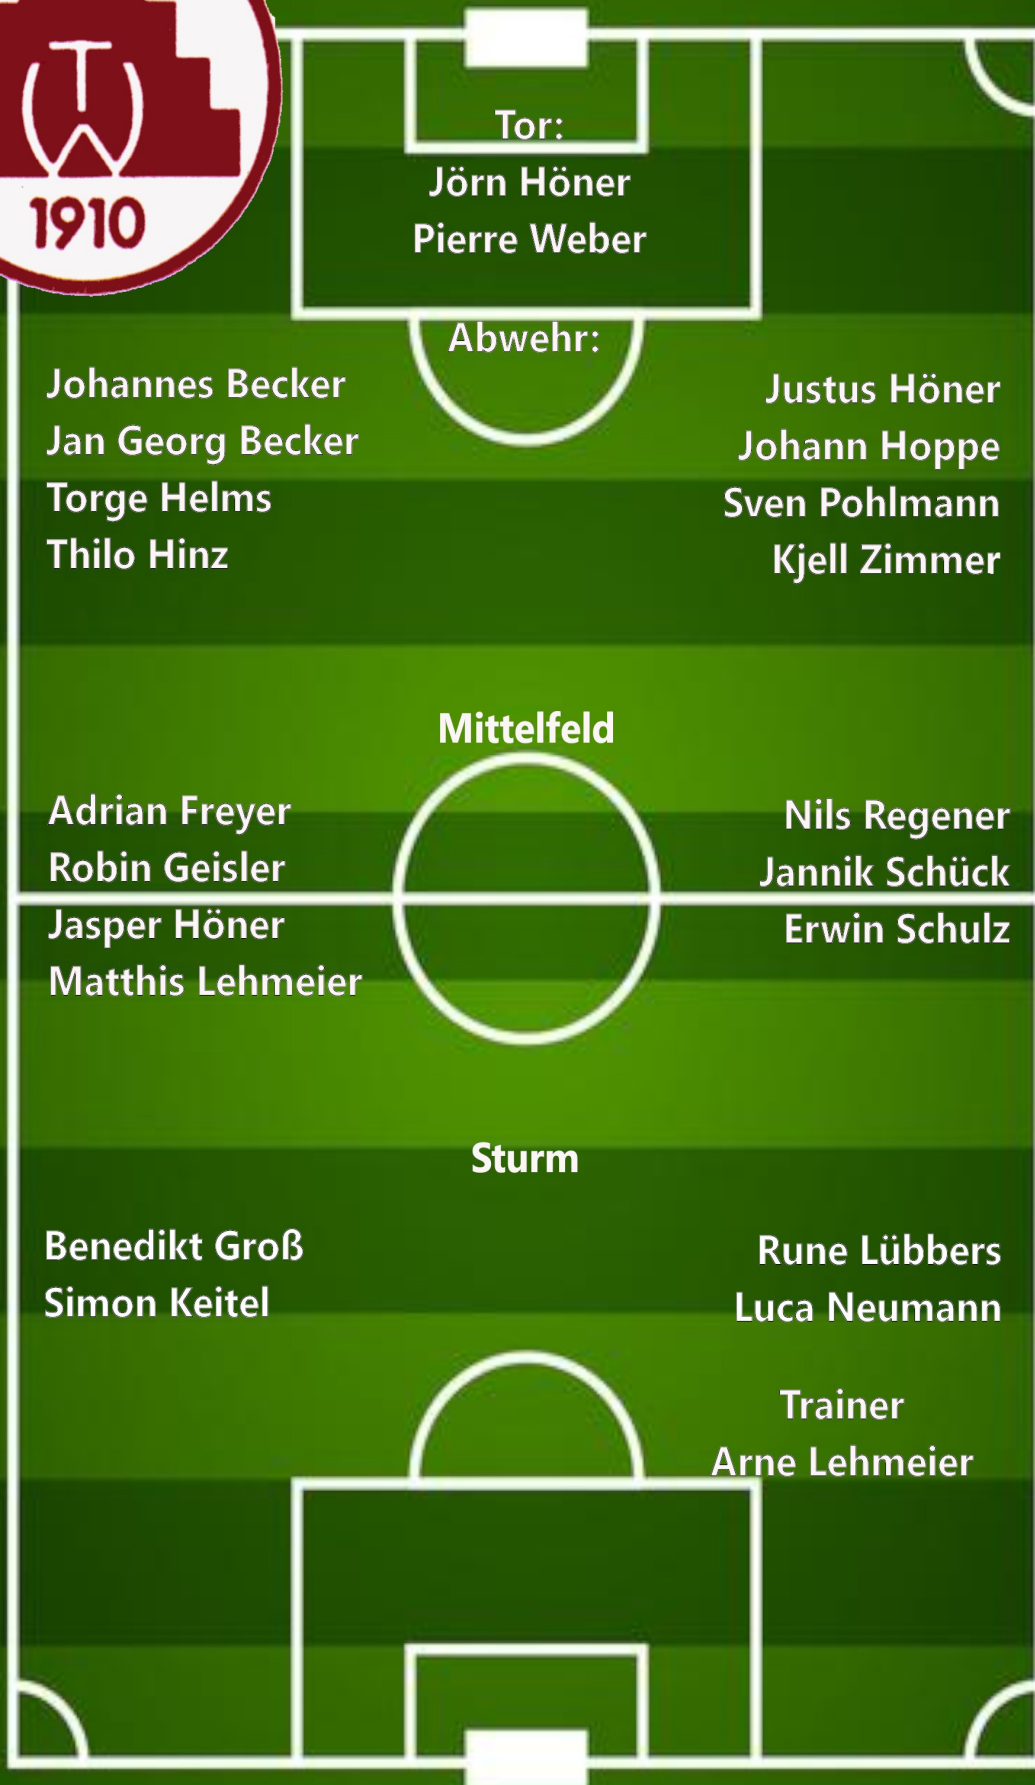 TW
1910
Tor:
Jörn Höner
Pierre Weber
Abwehr:
Johannes Becker
Jan Georg Becker
Torge Helms
Thilo Hinz
Justus Höner
Johann Hoppe
Sven Pohlmann
Kjell Zimmer
Mittelfeld
Adrian Freyer
Robin Geisler
Jasper Höner
Matthis Lehmeier
Nils Regener
Jannik Schück
Erwin Schulz
Sturm
Benedikt Groß
Simon Keitel
Rune Lübbers
Luca Neumann
Trainer
Arne Lehmeier